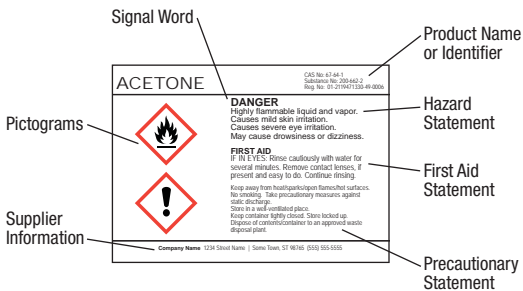 Signal Word
Product Name
or Identifier
CAS No: 67-64-1
Substance No: 200-662-2
Reg. No: 01-2119471330-49-0006
ACETONE
DANGER
Highly flammable liquid and vapor.
Causes mild skin irritation.
Causes severe eye irritation.
May cause drowsiness or dizziness.
Hazard
Statement
Pictograms
FIRST AID
IF IN EYES: Rinse cautiously with water for
several minutes. Remove contact lenses, if
present and easy to do. Continue rinsing.
First Aid
Statement
Keep away from heat/sparks/open flames/hot surfaces.
No smoking. Take precautionary measures against
static discharge.
Store in a well-ventilated place.
Keep container tightly closed. Store locked up.
Dispose of contents/container to an approved waste
disposal plant.
Supplier
Information
Company Name 1234 Street Name | Some Town, ST 98765 (555) 555-5555
Precautionary
Statement